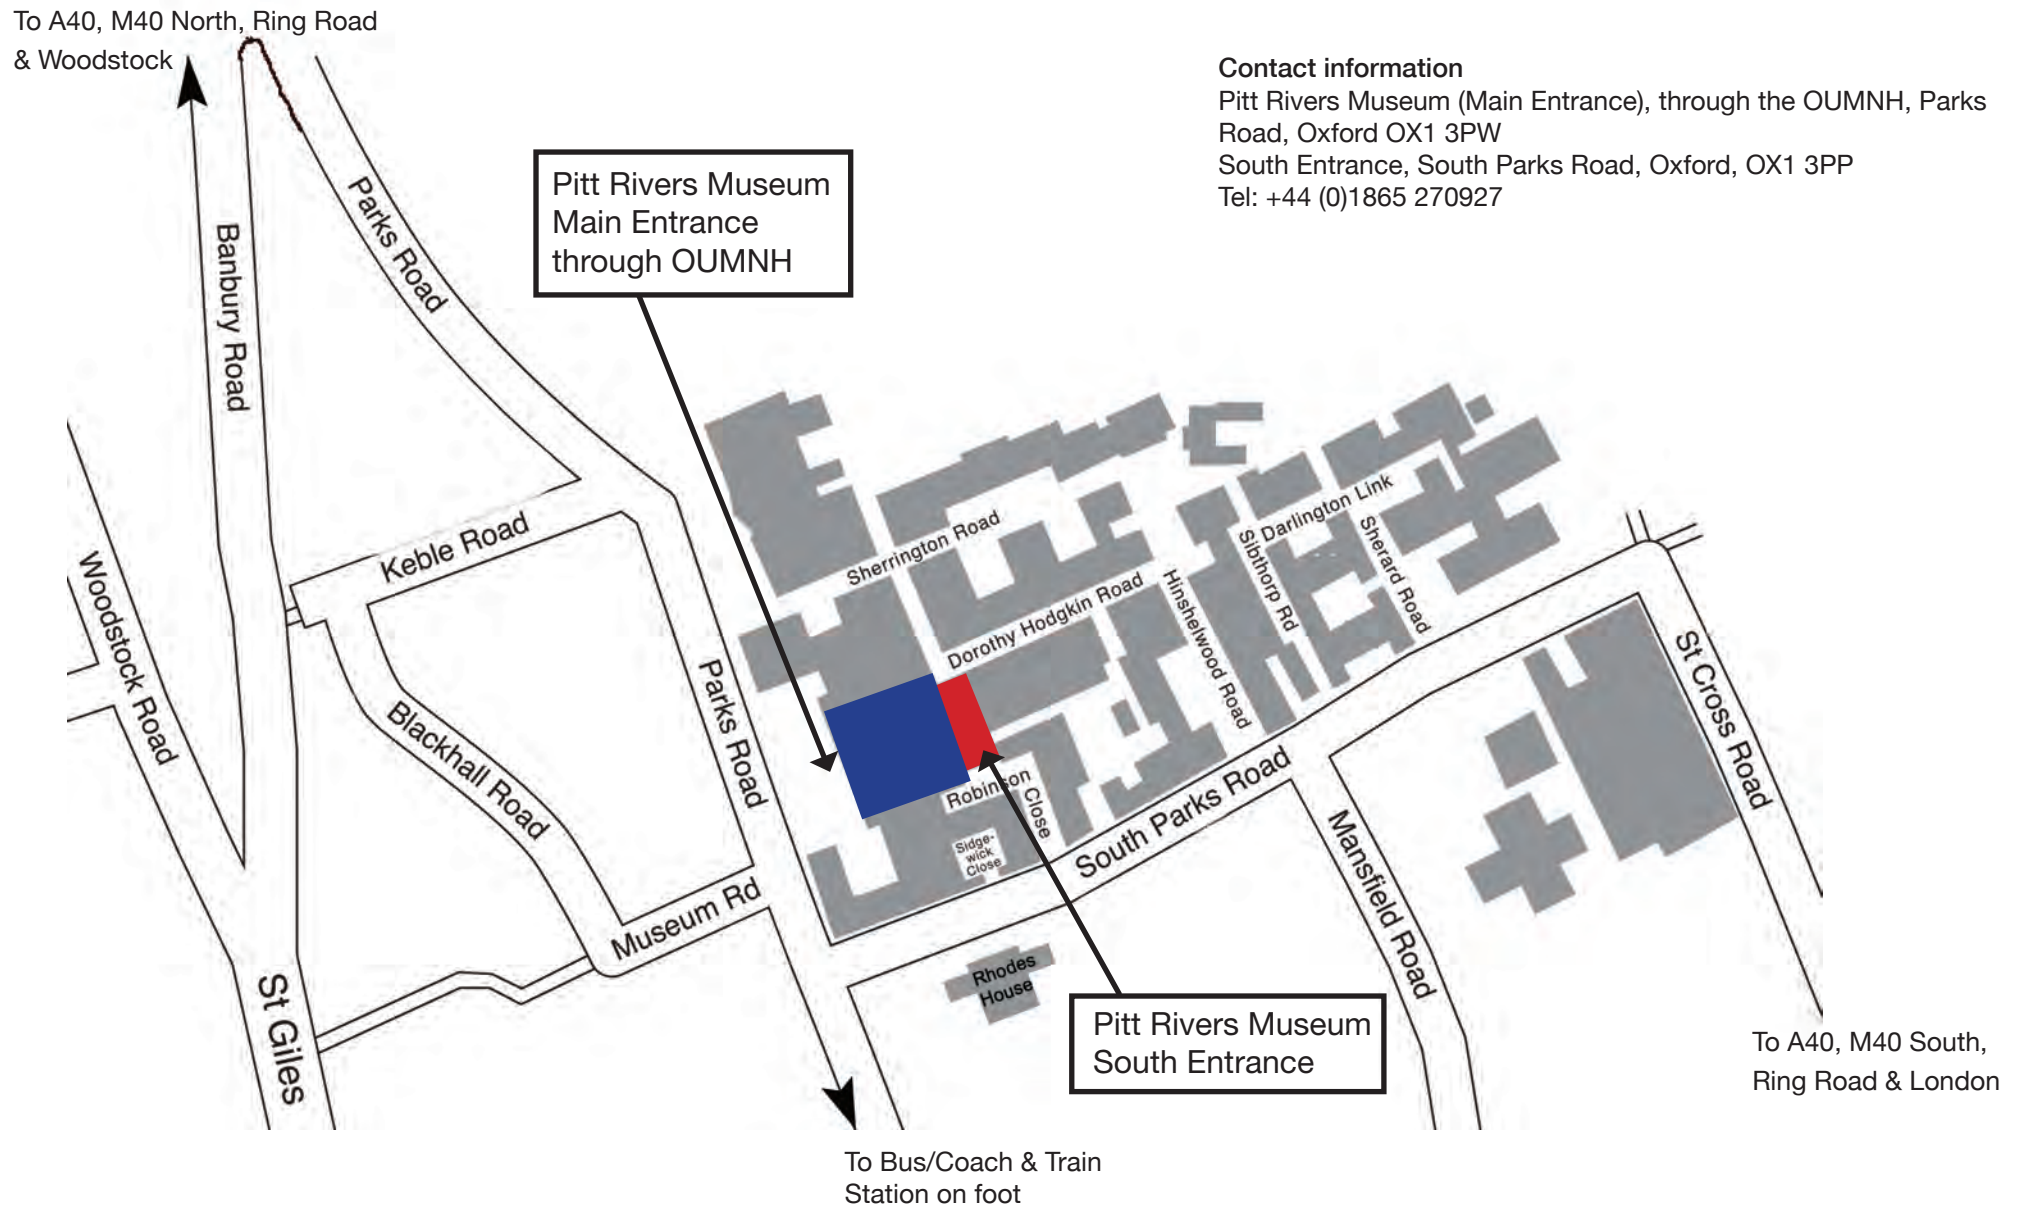 To A40, M40 North, Ring Road
& Woodstock
Contact information
Pitt Rivers Museum (Main Entrance), through the OUMNH, Parks
Road, Oxford OX1 3PW
South Entrance, South Parks Road, Oxford, OX1 3PP
Tel: +44 (0)1865 270927
Pitt Rivers Museum
Main Entrance
through OUMNH
Parks Road
Banbury Road
Keble Road
Woodstock Road
Blackhall Road
Parks Road
Museum Rd
St Giles
Sherrington Road
Dorothy Hodgkin Road
Hinshelwood Road
Sibthorp Rd
Darlington Link
Sherard Road
Robinson
Close
Sidge-
wick
Close
South Parks Road
Mansfield Road
St Cross Road
Rhodes
House
Pitt Rivers Museum
South Entrance
To A40, M40 South,
Ring Road & London
To Bus/Coach & Train
Station on foot